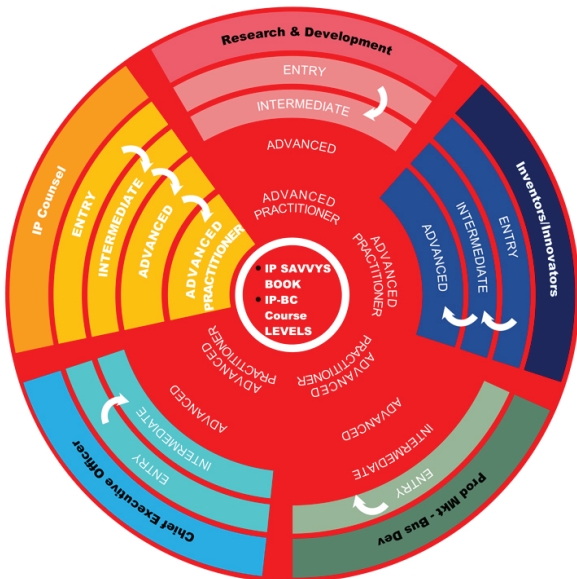 Research & Development
ENTRY
INTERMEDIATE
ADVANCED
ADVANCED
PRACTITIONER
Inventors/Innovators
ENTRY
INTERMEDIATE
ADVANCED
ADVANCED
PRACTITIONER
Prod Mkt - Bus Dev
ENTRY
INTERMEDIATE
ADVANCED
ADVANCED
PRACTITIONER
Chief Executive Officer
ENTRY
INTERMEDIATE
ADVANCED
ADVANCED
PRACTITIONER
IP Counsel
ENTRY
INTERMEDIATE
ADVANCED
ADVANCED
PRACTITIONER
• IP SAVVYS
BOOK
• IP-BC
Course
LEVELS